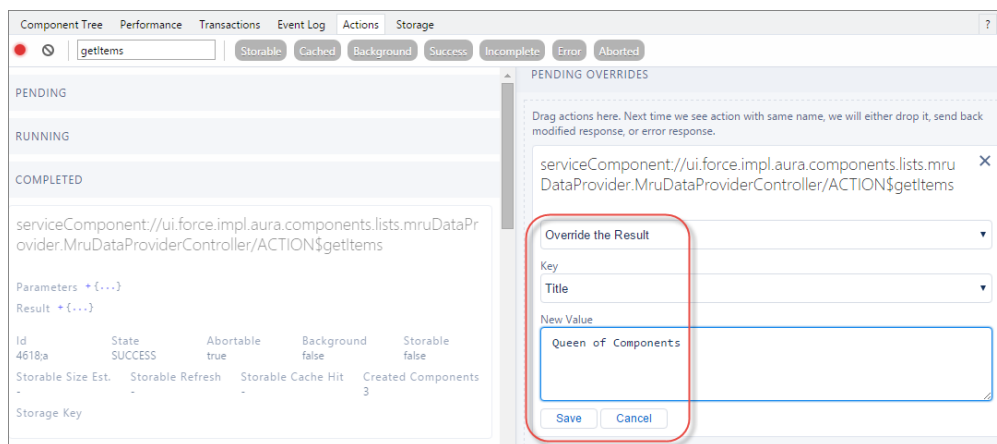 Component Tree Performance Transactions Event Log Actions Storage ?
getItems Storable Cached Background Success Incomplete Error Aborted
PENDING
RUNNING
COMPLETED
serviceComponent://ui.force.impl.aura.components.lists.mruDataPr
ovider.MruDataProviderController/ACTION$getItems
Parameters +{...}
Result +{...}
Id State Abortable Background Storable
4618;a SUCCESS true false false
Storable Size Est. Storable Refresh Storable Cache Hit Created Components
- - - 3
Storage Key
PENDING OVERRIDES
Drag actions here. Next time we see action with same name, we will either drop it, send back
modified response, or error response.
serviceComponent://ui.force.impl.aura.components.lists.mru
DataProvider.MruDataProviderController/ACTION$getItems
Override the Result
Key
Title
New Value
Queen of Components
Save Cancel